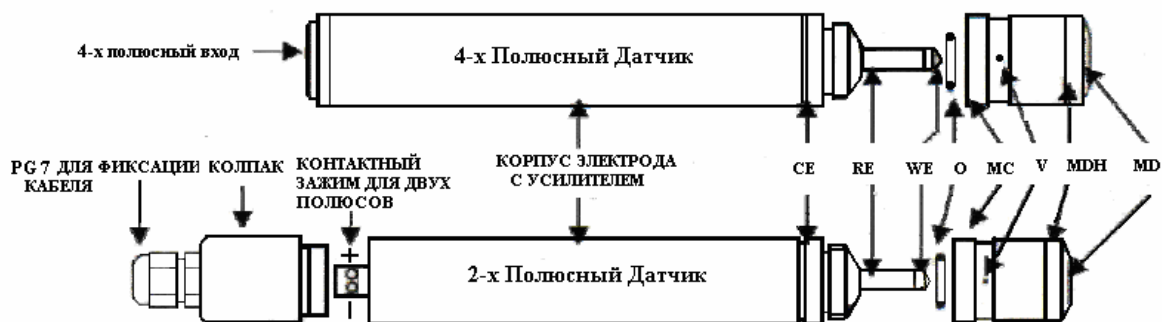 4-х полюсный вход
4-х Полюсный Датчик
PG 7 ДЛЯ ФИКСАЦИИ
КАБЕЛЯ
КОЛПАК
КОНТАКТНЫЙ
ЗАЖИМ ДЛЯ ДВУХ
ПОЛЮСОВ
КОРПУС ЭЛЕКТРОДА
С УСИЛИТЕЛЕМ
CE
RE
WE
O
MC
V
MDH
MD
+
2-х Полюсный Датчик
–